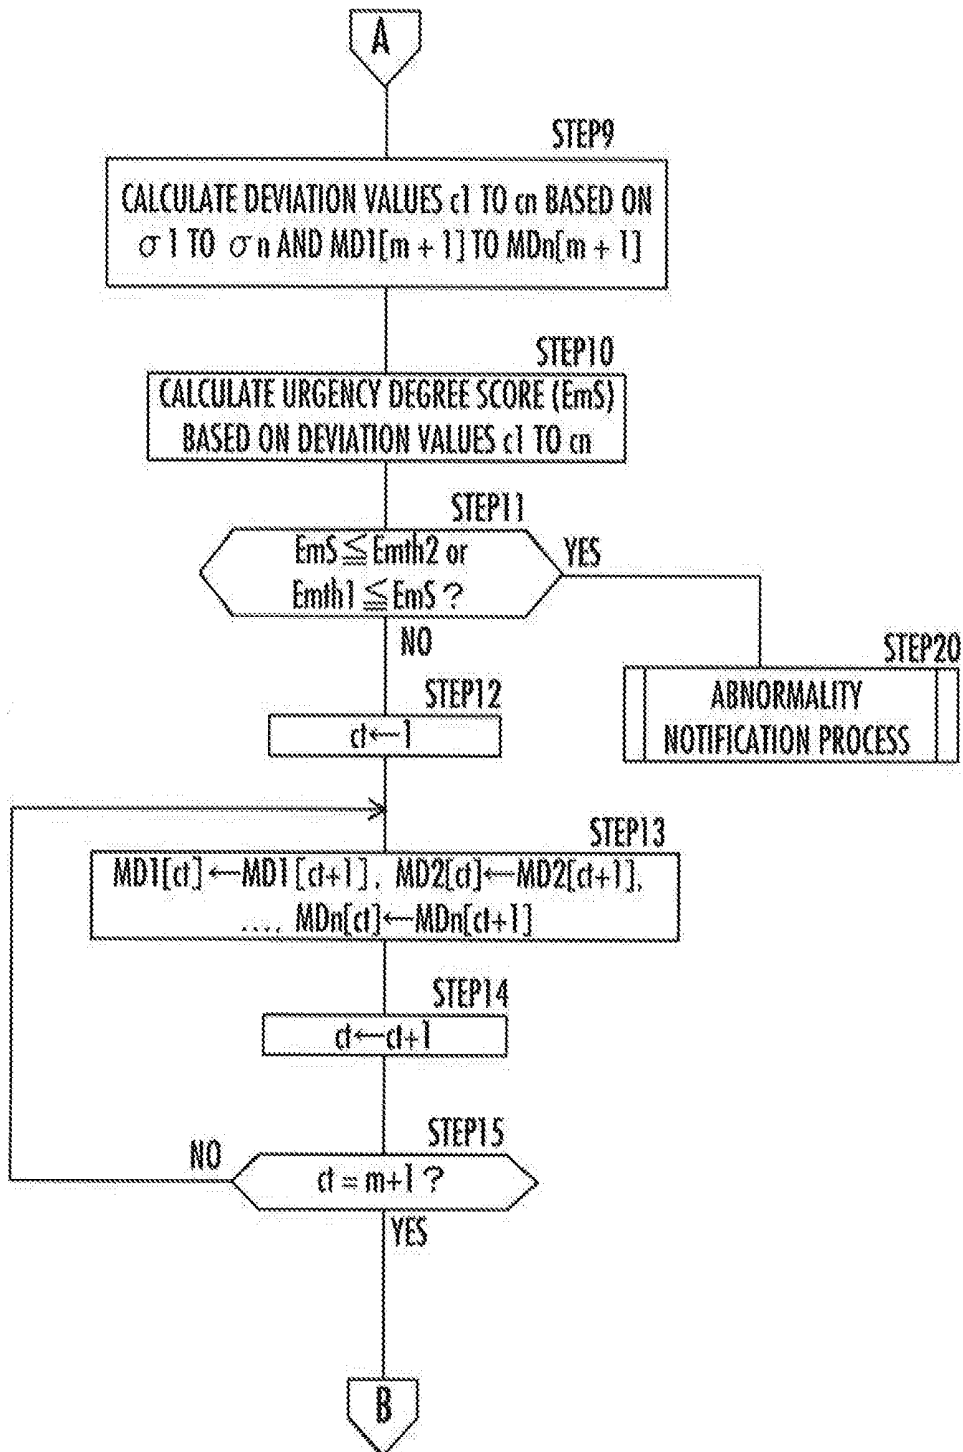 A
STEP9
CALCULATE DEVIATION VALUES c1 TO cn BASED ON
σ1 TO σn AND MD1[m + 1] TO MDn[m + 1]
STEP10
CALCULATE URGENCY DEGREE SCORE (EmS)
BASED ON DEVIATION VALUES c1 TO cn
STEP11
EmS ≦ Emth2 or
Emth1 ≦ EmS ?
YES
NO
STEP20
ABNORMALITY
NOTIFICATION PROCESS
STEP12
ct←1
STEP13
MD1[ct]←MD1[ct+1], MD2[ct]←MD2[ct+1],
...., MDn[ct]←MDn[ct+1]
STEP14
ct←ct+1
STEP15
NO
ct = m+1 ?
YES
B